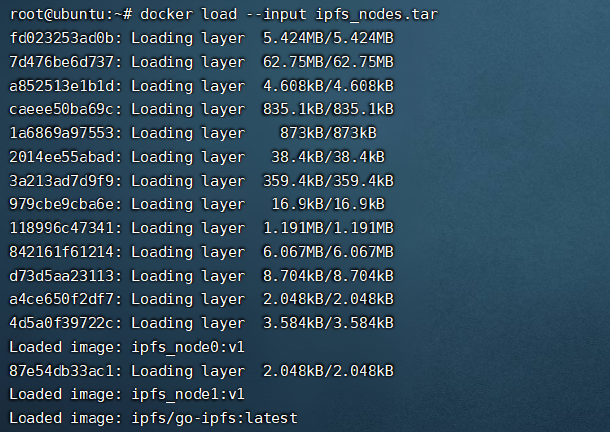 root@ubuntu:~# docker load --input ipfs_nodes.tar
fd023253ad0b: Loading layer  5.424MB/5.424MB
7d476be6d737: Loading layer  62.75MB/62.75MB
a852513e1b1d: Loading layer  4.608kB/4.608kB
caeee50ba69c: Loading layer  835.1kB/835.1kB
1a6869a97553: Loading layer    873kB/873kB
2014ee55abad: Loading layer   38.4kB/38.4kB
3a213ad7d9f9: Loading layer  359.4kB/359.4kB
979cbe9cba6e: Loading layer   16.9kB/16.9kB
118996c47341: Loading layer  1.191MB/1.191MB
842161f61214: Loading layer  6.067MB/6.067MB
d73d5aa23113: Loading layer  8.704kB/8.704kB
a4ce650f2df7: Loading layer  2.048kB/2.048kB
4d5a0f39722c: Loading layer  3.584kB/3.584kB
Loaded image: ipfs_node0:v1
87e54db33ac1: Loading layer  2.048kB/2.048kB
Loaded image: ipfs_node1:v1
Loaded image: ipfs/go-ipfs:latest